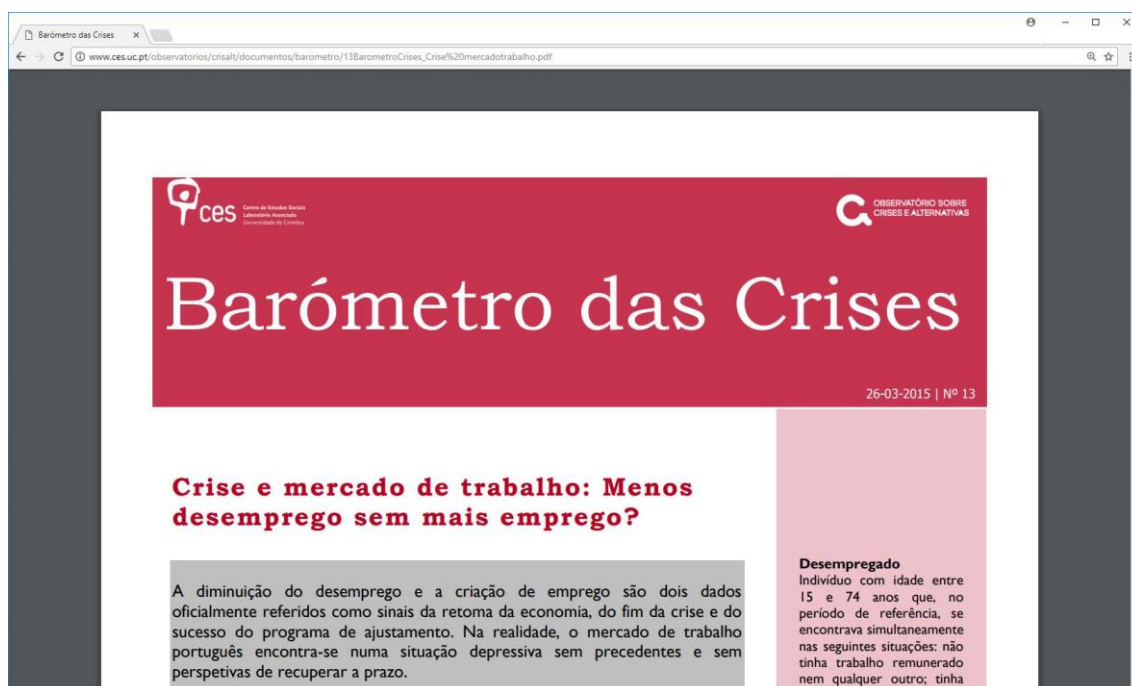 Barómetro das Crises
www.ces.uc.pt/observatorios/crisalt/documentos/barometro/13BarometroCrises_Crise%20mercadotrabalho.pdf
ces Centro de Estudos Sociais
Laboratório Associado
Universidade de Coimbra
OBSERVATÓRIO SOBRE
CRISES E ALTERNATIVAS
Barómetro das Crises
26-03-2015 | Nº 13
Crise e mercado de trabalho: Menos
desemprego sem mais emprego?
A diminuição do desemprego e a criação de emprego são dois dados
oficialmente referidos como sinais da retoma da economia, do fim da crise e do
sucesso do programa de ajustamento. Na realidade, o mercado de trabalho
português encontra-se numa situação depressiva sem precedentes e sem
perspetivas de recuperar a prazo.
Desempregado
Indivíduo com idade entre
15 e 74 anos que, no
período de referência, se
encontrava simultaneamente
nas seguintes situações: não
tinha trabalho remunerado
nem qualquer outro; tinha